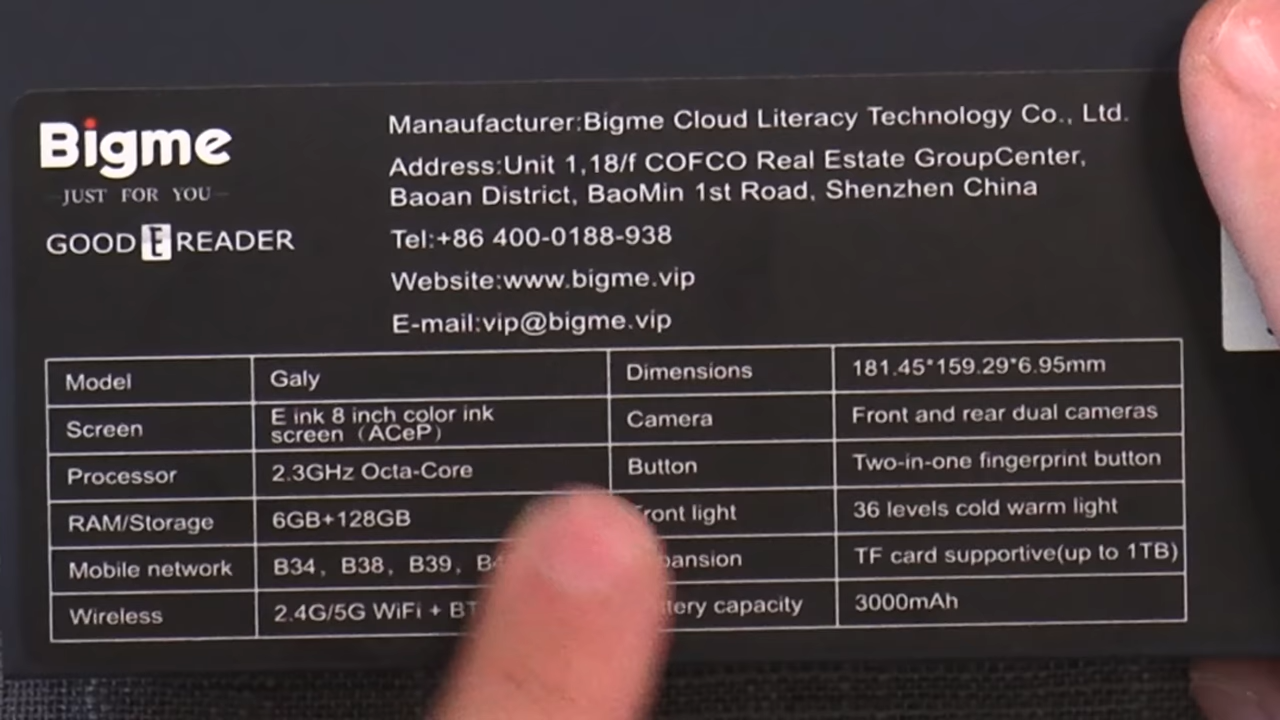 Bigme
JUST FOR YOU
GOOD E READER
Manaufacturer:Bigme Cloud Literacy Technology Co., Ltd.
Address:Unit 1,18/f COFCO Real Estate GroupCenter,
Baoan District, BaoMin 1st Road, Shenzhen China
Tel:+86 400-0188-938
Website:www.bigme.vip
E-mail:vip@bigme.vip
Model Galy Dimensions 181.45*159.29*6.95mm
Screen E ink 8 inch color ink screen (ACeP) Camera Front and rear dual cameras
Processor 2.3GHz Octa-Core Button Two-in-one fingerprint button
RAM/Storage 6GB+128GB light 36 levels cold warm light
Mobile network B34, B38, B39, TF card supportive(up to 1TB)
Wireless 2.4G/5G WiFi + capacity 3000mAh